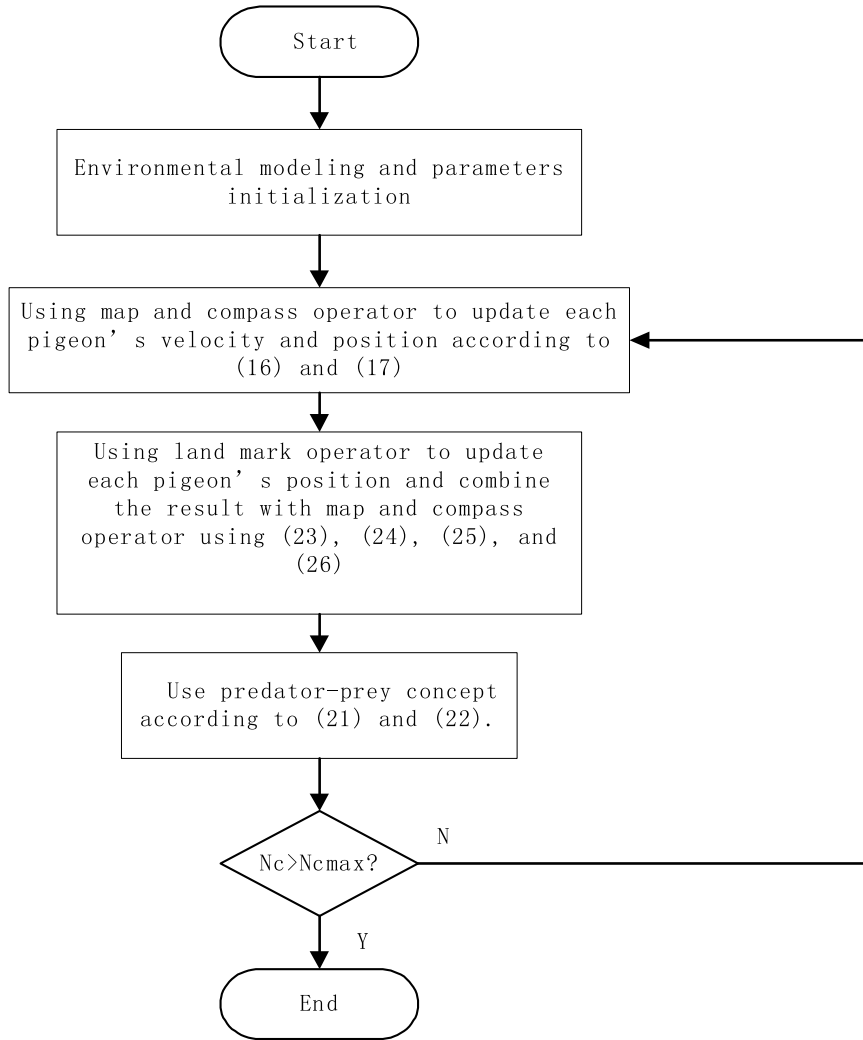 Start
Environmental modeling and parameters
initialization
Using map and compass operator to update each
pigeon’s velocity and position according to
(16) and (17)
Using land mark operator to update
each pigeon’s position and combine
the result with map and compass
operator using (23), (24), (25), and
(26)
Use predator-prey concept
according to (21) and (22).
N
Nc>Ncmax?
Y
End